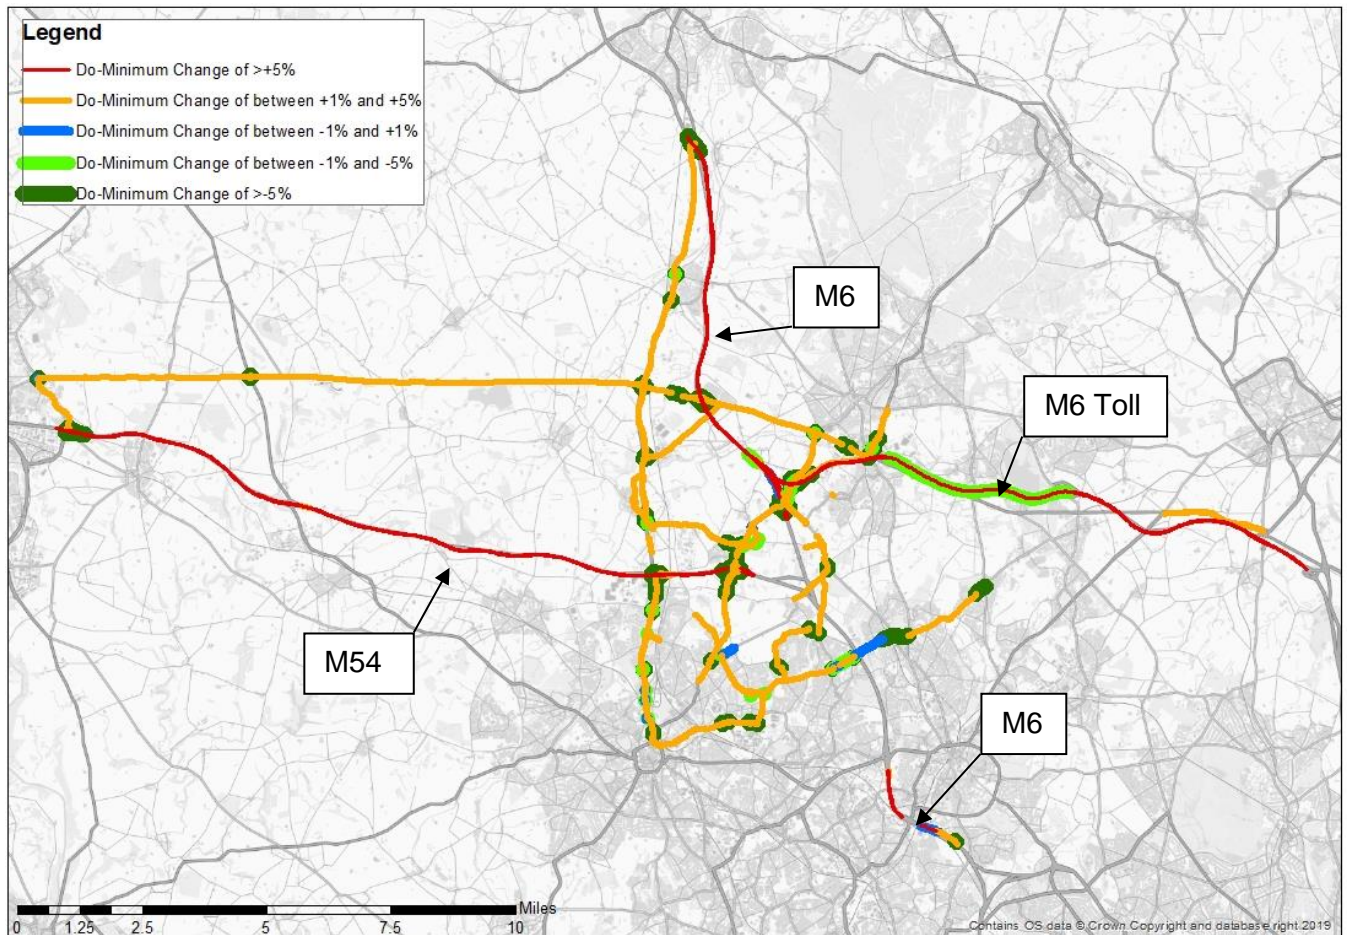 Legend
Do-Minimum Change of >+5%
Do-Minimum Change of between +1% and +5%
Do-Minimum Change of between -1% and +1%
Do-Minimum Change of between -1% and -5%
Do-Minimum Change of >-5%
M6
M6 Toll
M54
M6
Miles
0 1.25 2.5 5 7.5 10
Contains OS data © Crown Copyright and database right 2019